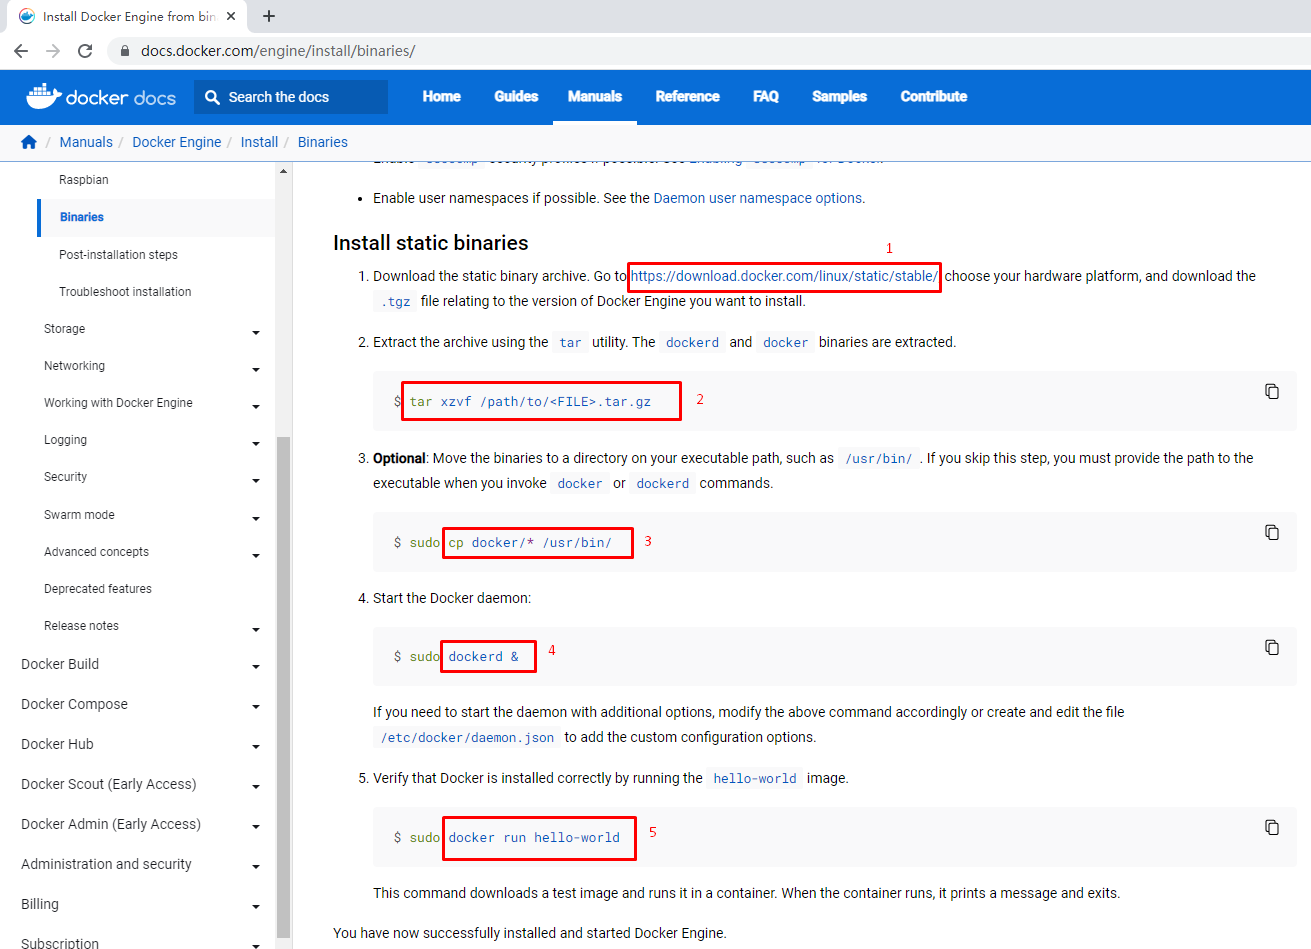 Install Docker Engine from bin
docs.docker.com/engine/install/binaries/
docker docs
Search the docs
Home Guides Manuals Reference FAQ Samples Contribute
/ Manuals / Docker Engine / Install / Binaries
Raspbian
Binaries
Post-installation steps
Troubleshoot installation
Storage
Networking
Working with Docker Engine
Logging
Security
Swarm mode
Advanced concepts
Deprecated features
Release notes
Docker Build
Docker Compose
Docker Hub
Docker Scout (Early Access)
Docker Admin (Early Access)
Administration and security
Billing
Subscription
• Enable user namespaces if possible. See the Daemon user namespace options.
Install static binaries
1
1. Download the static binary archive. Go to https://download.docker.com/linux/static/stable/, choose your hardware platform, and download the
.tgz file relating to the version of Docker Engine you want to install.
2. Extract the archive using the tar utility. The dockerd and docker binaries are extracted.
$ tar xzvf /path/to/<FILE>.tar.gz 2
3. Optional: Move the binaries to a directory on your executable path, such as /usr/bin/ . If you skip this step, you must provide the path to the
executable when you invoke docker or dockerd commands.
$ sudo cp docker/* /usr/bin/ 3
4. Start the Docker daemon:
$ sudo dockerd & 4
If you need to start the daemon with additional options, modify the above command accordingly or create and edit the file
/etc/docker/daemon.json to add the custom configuration options.
5. Verify that Docker is installed correctly by running the hello-world image.
$ sudo docker run hello-world 5
This command downloads a test image and runs it in a container. When the container runs, it prints a message and exits.
You have now successfully installed and started Docker Engine.